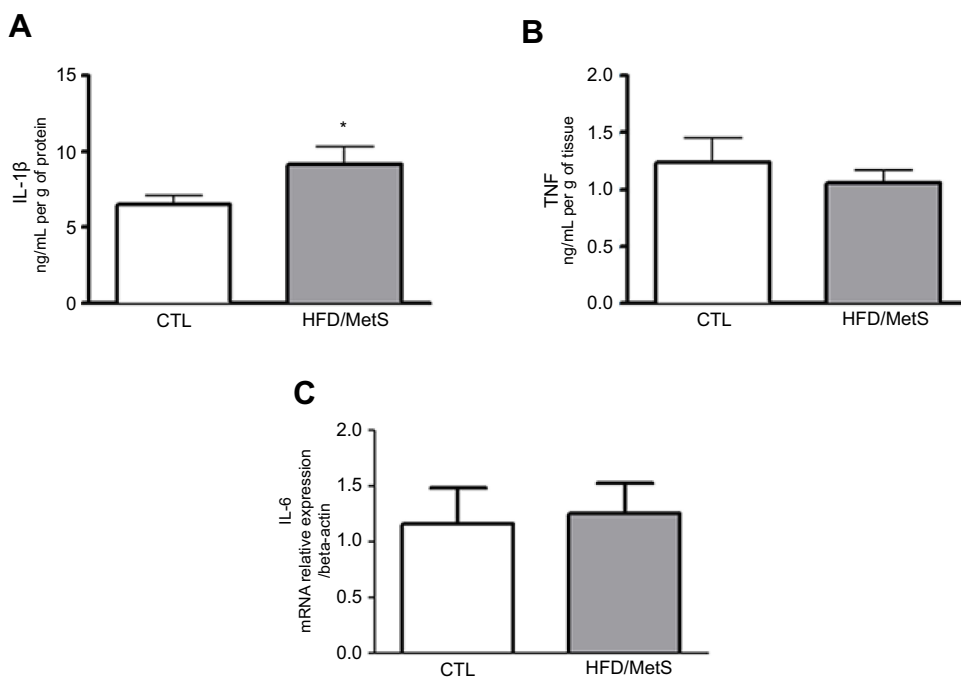 A
IL-1β
ng/mL per g of protein
15
10
5
0
*
CTL
HFD/MetS
B
TNF
ng/mL per g of tissue
2.0
1.5
1.0
0.5
0.0
CTL
HFD/MetS
C
IL-6
mRNA relative expression
/beta-actin
2.0
1.5
1.0
0.5
0.0
CTL
HFD/MetS